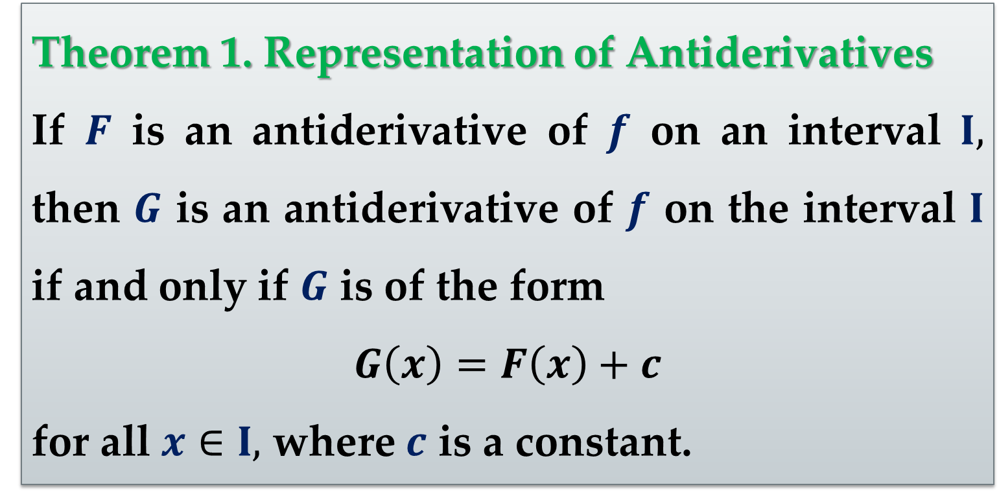 Theorem 1. Representation of Antiderivatives
If F is an antiderivative of f on an interval I,
then G is an antiderivative of f on the interval I
if and only if G is of the form
G(x) = F(x) + c
for all x ∈ I, where c is a constant.